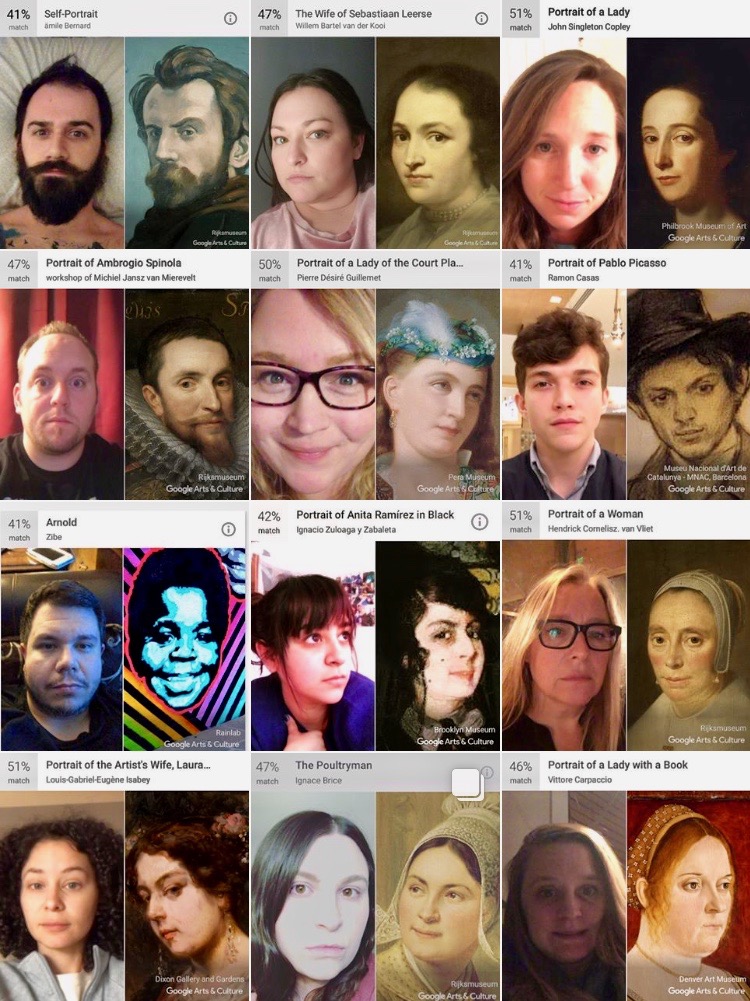 41%
match
Self-Portrait
âmile Bernard
Rijksmuseum
Google Arts & Culture
47%
match
The Wife of Sebastiaan Leerse
Willem Bartel van der Kooi
Rijksmuseum
Google Arts & Culture
51%
match
Portrait of a Lady
John Singleton Copley
Philbrook Museum of Art
Google Arts & Culture
47%
match
Portrait of Ambrogio Spinola
workshop of Michiel Jansz van Mierevelt
Rijksmuseum
Google Arts & Culture
50%
match
Portrait of a Lady of the Court Pla...
Pierre Désiré Guillemet
Pera Museum
Google Arts & Culture
41%
match
Portrait of Pablo Picasso
Ramon Casas
Museu Nacional d'Art de
Catalunya - MNAC, Barcelona
Google Arts & Culture
41%
match
Arnold
Zibe
Rainlab
Google Arts & Culture
42%
match
Portrait of Anita Ramírez in Black
Ignacio Zuloaga y Zabaleta
Brooklyn Museum
Google Arts & Culture
51%
match
Portrait of a Woman
Hendrick Cornelisz. van Vliet
Rijksmuseum
Google Arts & Culture
51%
match
Portrait of the Artist's Wife, Laura...
Louis-Gabriel-Eugène Isabey
Dixon Gallery and Gardens
Google Arts & Culture
47%
match
The Poultryman
Ignace Brice
Rijksmuseum
Google Arts & Culture
46%
match
Portrait of a Lady with a Book
Vittore Carpaccio
Denver Art Museum
Google Arts & Culture